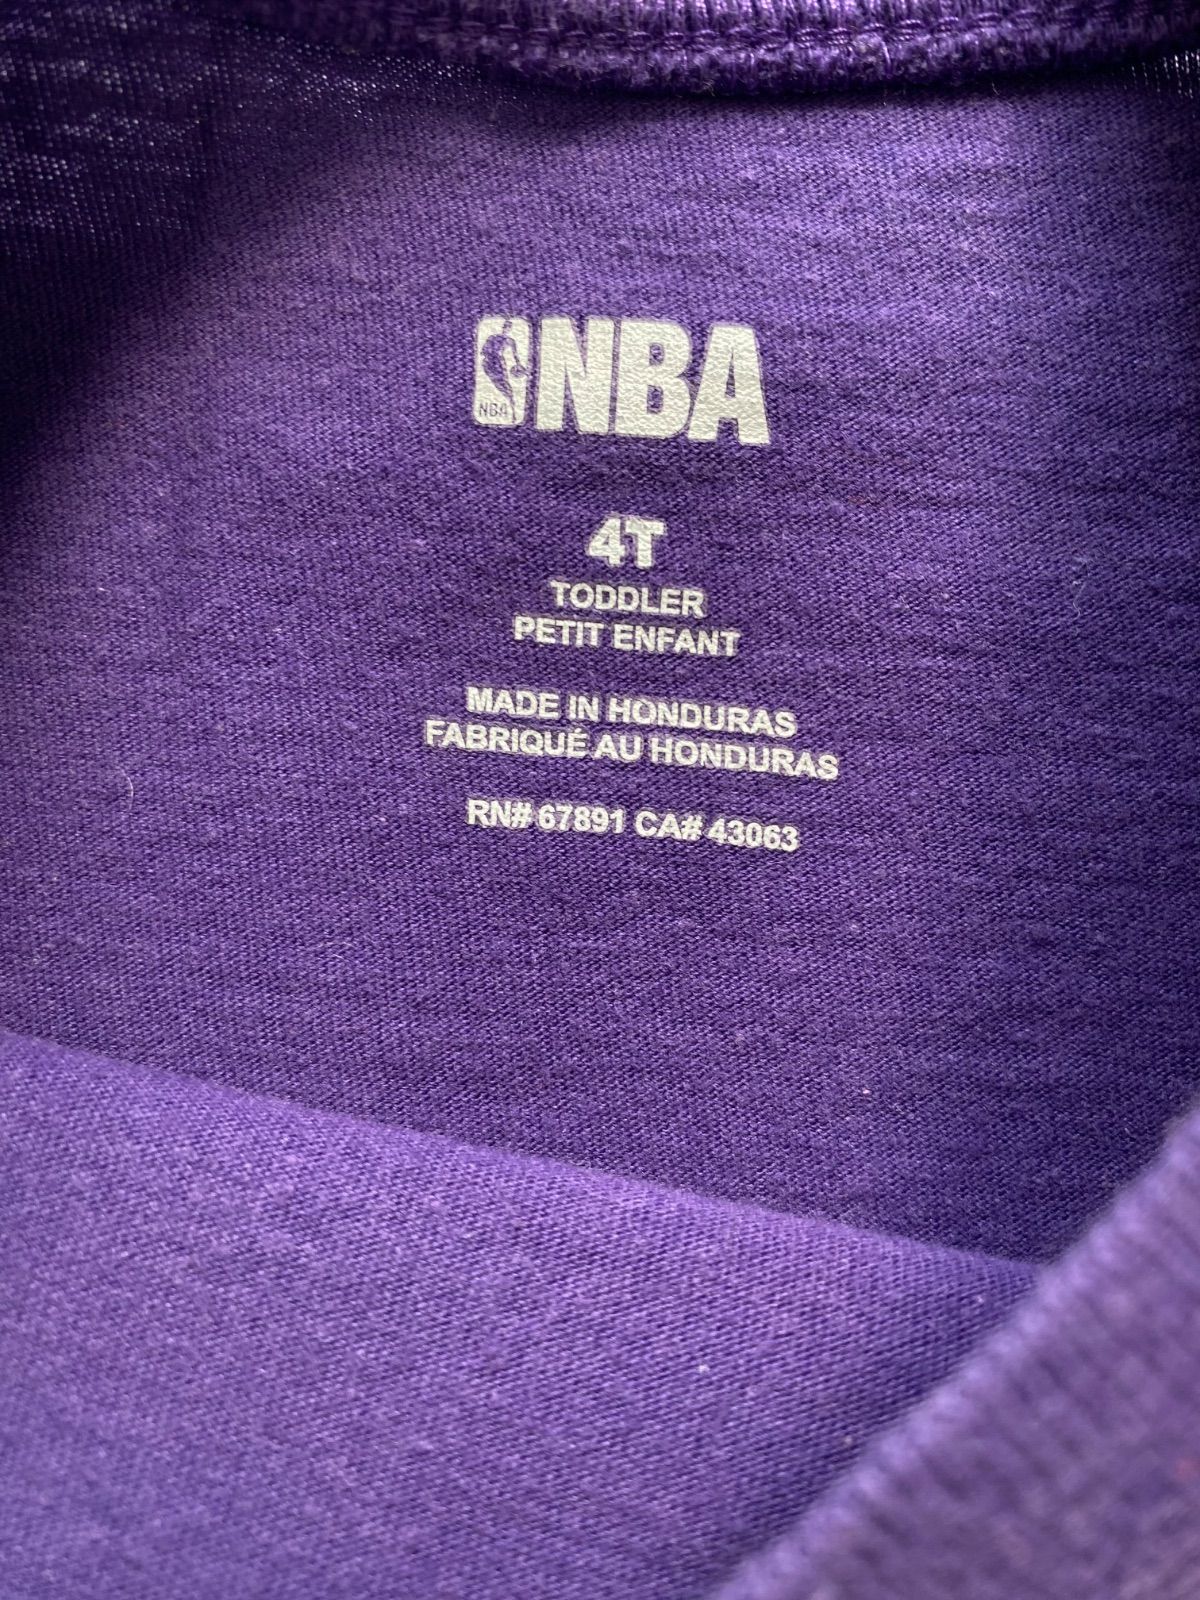 NBA NBA
4T
TODDLER
PETIT ENFANT
MADE IN HONDURAS
FABRIQUÉ AU HONDURAS
RN# 67891 CA# 43063